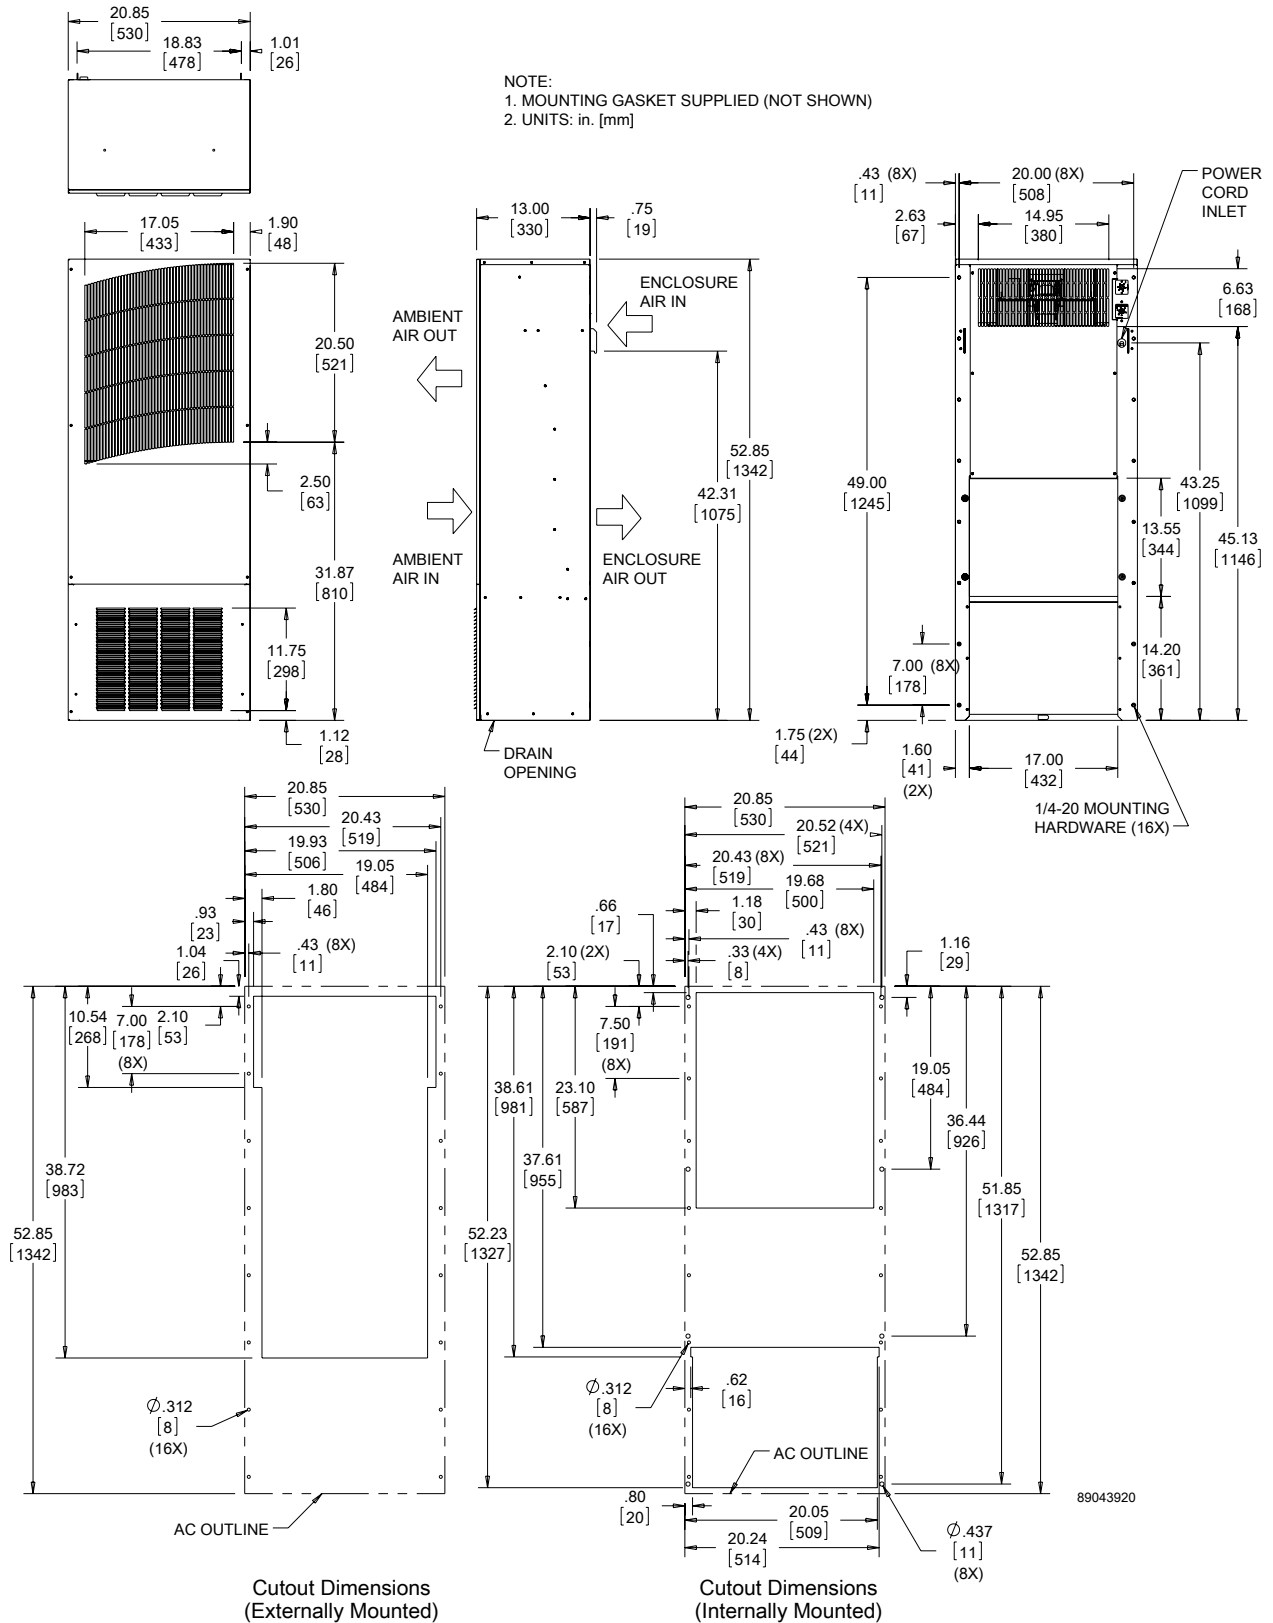 20.85
[530]
18.83
[478]
1.01
[26]
NOTE:
1. MOUNTING GASKET SUPPLIED (NOT SHOWN)
2. UNITS: in. [mm]
17.05
[433]
1.90
[48]
20.50
[521]
2.50
[63]
31.87
[810]
11.75
[298]
1.12
[28]
13.00
[330]
.75
[19]
ENCLOSURE
AIR IN
AMBIENT
AIR OUT
52.85
[1342]
42.31
[1075]
AMBIENT
AIR IN
ENCLOSURE
AIR OUT
DRAIN
OPENING
.43 (8X)
[11]
20.00 (8X)
[508]
POWER
CORD
INLET
2.63
[67]
14.95
[380]
6.63
[168]
49.00
[1245]
43.25
[1099]
13.55
[344]
45.13
[1146]
7.00 (8X)
[178]
14.20
[361]
1.75 (2X)
[44]
1.60
[41]
(2X)
17.00
[432]
1/4-20 MOUNTING
HARDWARE (16X)
20.85
[530]
20.43
[519]
19.93
[506]
19.05
[484]
1.80
[46]
.93
[23]
1.04
[26]
.43 (8X)
[11]
10.54
[268]
7.00
[178]
(8X)
2.10
[53]
38.72
[983]
52.85
[1342]
Ø.312
[8]
(16X)
AC OUTLINE
Cutout Dimensions
(Externally Mounted)
20.85
[530]
20.52 (4X)
[521]
20.43 (8X)
[519]
19.68
[500]
.66
[17]
1.18
[30]
.43 (8X)
[11]
2.10 (2X)
[53]
.33 (4X)
[8]
1.16
[29]
7.50
[191]
(8X)
19.05
[484]
38.61
[981]
23.10
[587]
36.44
[926]
37.61
[955]
51.85
[1317]
52.23
[1327]
52.85
[1342]
Ø.312
[8]
(16X)
.62
[16]
AC OUTLINE
.80
[20]
20.05
[509]
20.24
[514]
Ø.437
[11]
(8X)
89043920
Cutout Dimensions
(Internally Mounted)